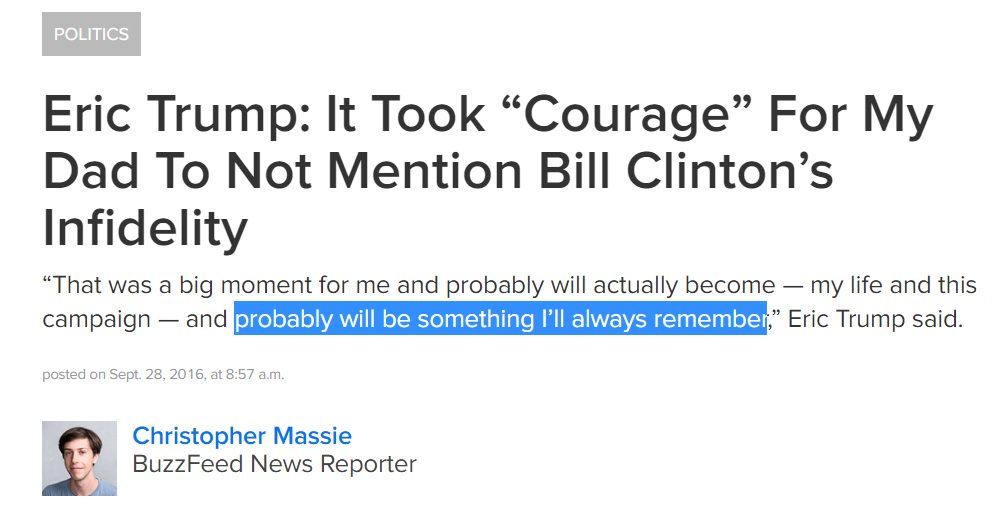 POLITICS
Eric Trump: It Took “Courage” For My
Dad To Not Mention Bill Clinton’s
Infidelity
“That was a big moment for me and probably will actually become — my life and this
campaign — and probably will be something I’ll always remember,” Eric Trump said.
posted on Sept. 28, 2016, at 8:57 a.m.
Christopher Massie
BuzzFeed News Reporter